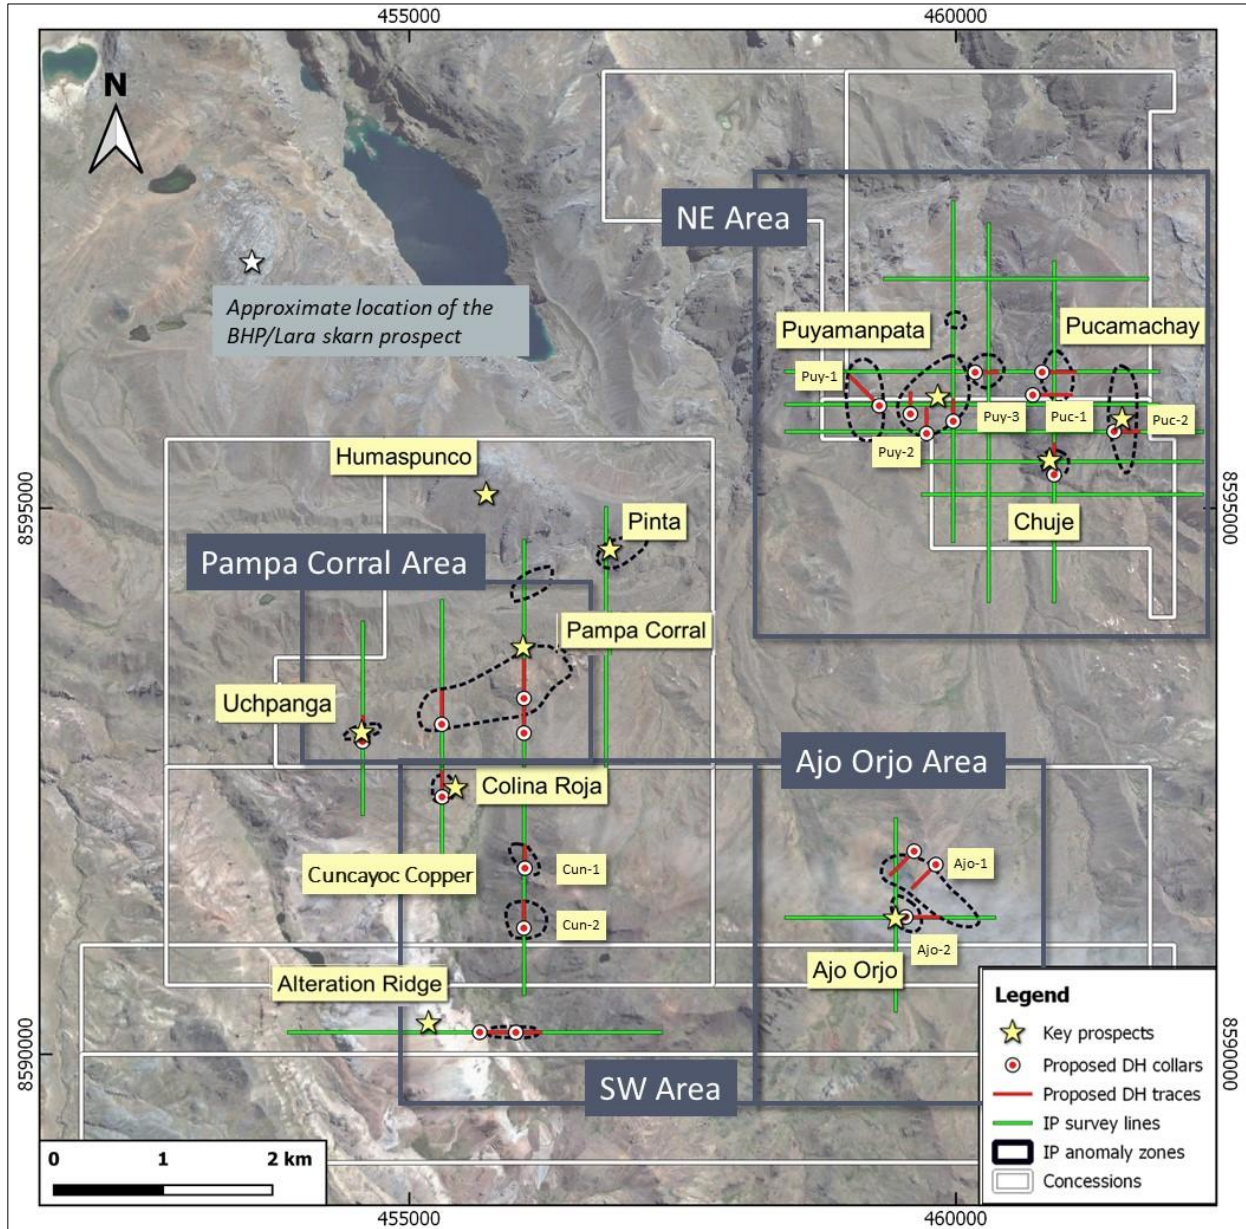 455000
460000
N
NE Area
Approximate location of the
BHP/Lara skarn prospect
Puyamanpata
Pucamachay
Puy-1
Puy-3
Puc-1
Puc-2
Puy-2
Humaspunco
8595000
8595000
Pinta
Chuje
Pampa Corral Area
Pampa Corral
Uchpanga
Ajo Orjo Area
Colina Roja
Cuncayoc Copper
Cun-1
Ajo-1
Cun-2
Ajo-2
Ajo Orjo
Alteration Ridge
8590000
8590000
SW Area
Legend
Key prospects
Proposed DH collars
Proposed DH traces
IP survey lines
IP anomaly zones
Concessions
0 1 2 km
455000
460000